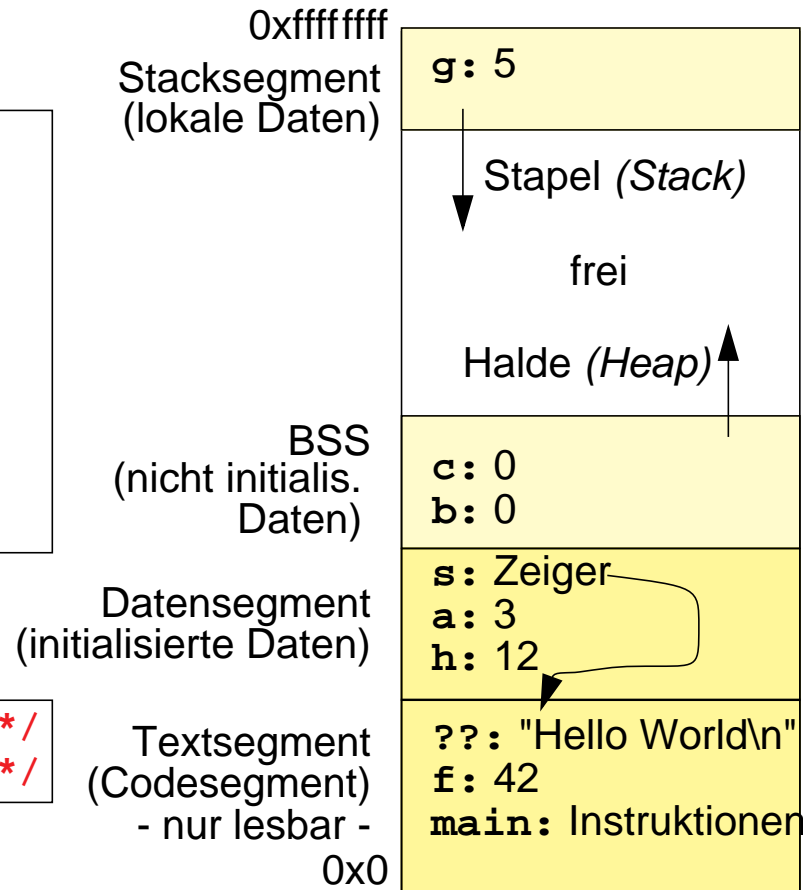 0xffffffff
Stacksegment
(lokale Daten)
g: 5
Stapel (Stack)
frei
Halde (Heap)
BSS
(nicht initialis.
Daten)
c: 0
b: 0
Datensegment
(initialisierte Daten)
s: Zeiger
a: 3
h: 12
*/
*/
Textsegment
(Codesegment)
- nur lesbar -
0x0
??: "Hello World\n"
f: 42
main: Instruktionen